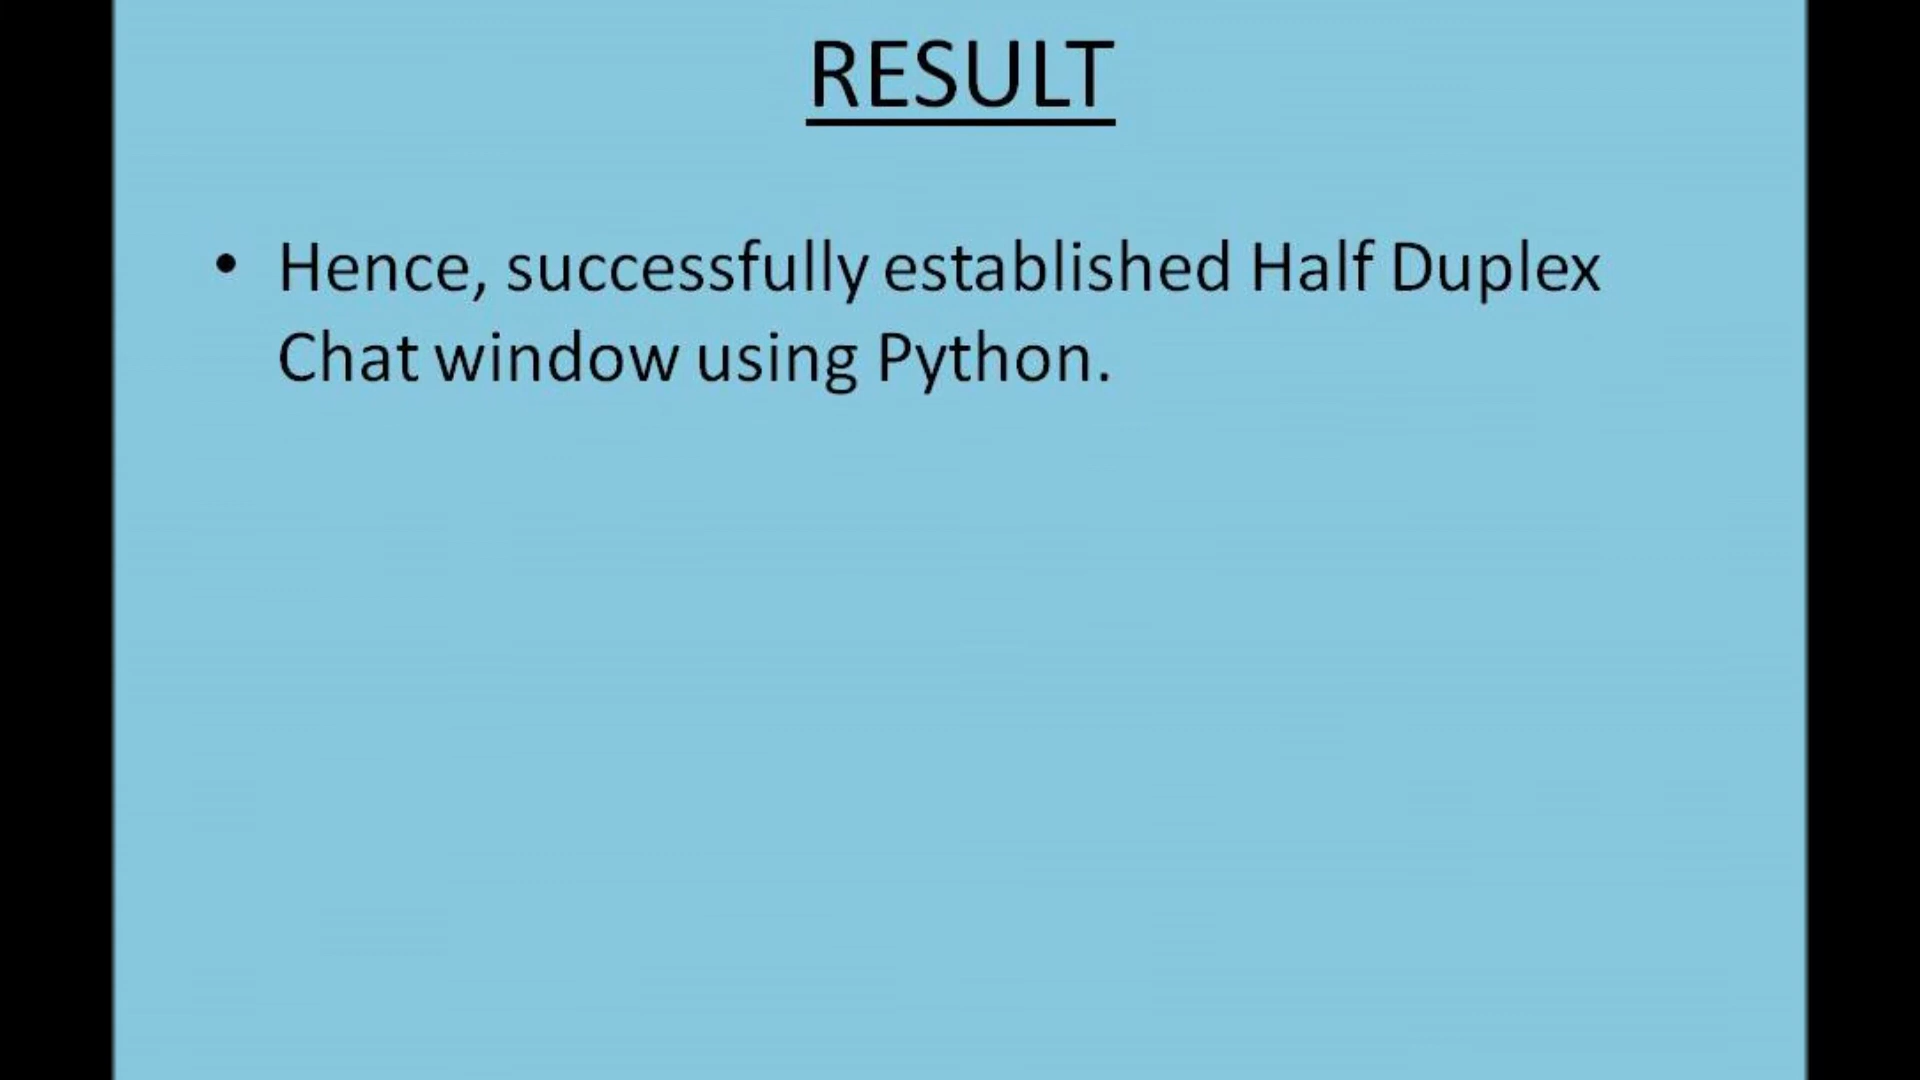 RESULT
• Hence, successfully established Half Duplex
Chat window using Python.